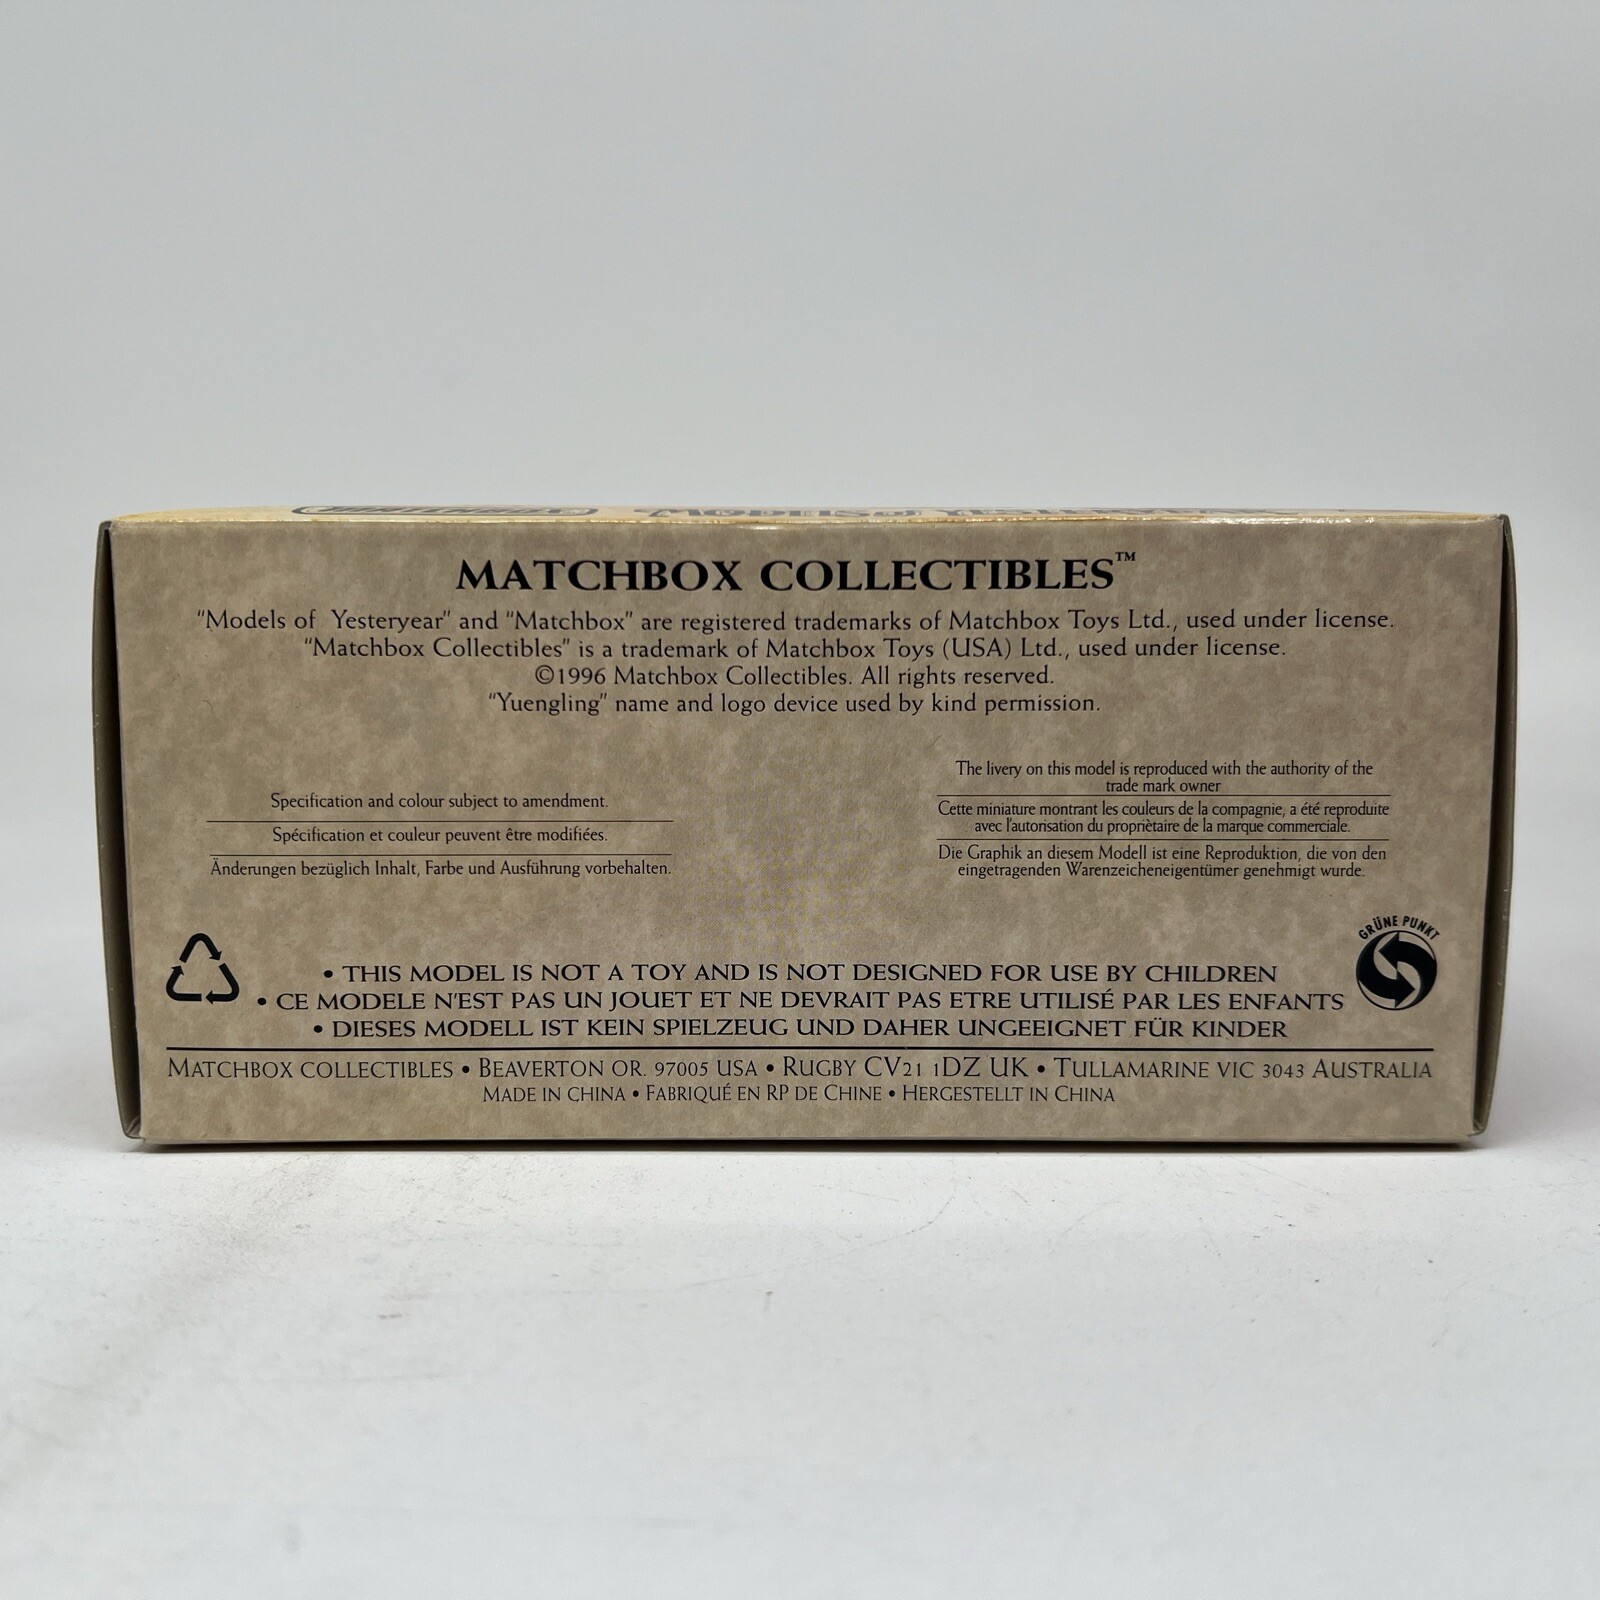 MATCHBOX COLLECTIBLES™
"Models of Yesteryear" and "Matchbox" are registered trademarks of Matchbox Toys Ltd., used under license.
"Matchbox Collectibles" is a trademark of Matchbox Toys (USA) Ltd., used under license.
©1996 Matchbox Collectibles. All rights reserved.
"Yuengling" name and logo device used by kind permission.
Specification and colour subject to amendment.
Spécification et couleur peuvent être modifiées.
Änderungen bezüglich Inhalt, Farbe und Ausführung vorbehalten.
The livery on this model is reproduced with the authority of the
trade mark owner
Cette miniature montrant les couleurs de la compagnie, a été reproduite
avec l'autorisation du propriètaire de la marque commerciale.
Die Graphik an diesem Modell ist eine Reproduktion, die von den
eingetragenden Warenzeicheneigentümer genehmigt wurde.
GRÜNE PUNKT
• THIS MODEL IS NOT A TOY AND IS NOT DESIGNED FOR USE BY CHILDREN
• CE MODELE N'EST PAS UN JOUET ET NE DEVRAIT PAS ETRE UTILISÉ PAR LES ENFANTS
• DIESES MODELL IST KEIN SPIELZEUG UND DAHER UNGEEIGNET FÜR KINDER
MATCHBOX COLLECTIBLES • BEAVERTON OR. 97005 USA • RUGBY CV21 1DZ UK • TULLAMARINE VIC 3043 AUSTRALIA
MADE IN CHINA • FABRIQUÉ EN RP DE CHINE • HERGESTELLT IN CHINA